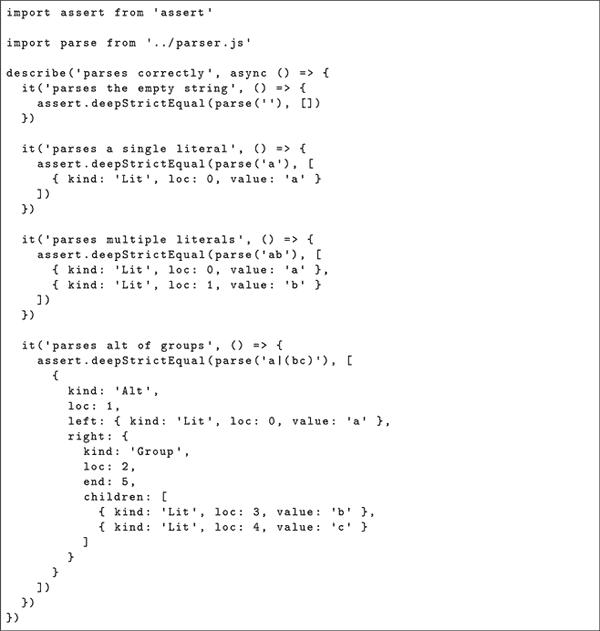 import assert from 'assert'

import parse from '../parser.js'

describe('parses correctly', async () => {
  it('parses the empty string', () => {
    assert.deepStrictEqual(parse(''), [])
  })

  it('parses a single literal', () => {
    assert.deepStrictEqual(parse('a'), [
      { kind: 'Lit', loc: 0, value: 'a' }
    ])
  })

  it('parses multiple literals', () => {
    assert.deepStrictEqual(parse('ab'), [
      { kind: 'Lit', loc: 0, value: 'a' },
      { kind: 'Lit', loc: 1, value: 'b' }
    ])
  })

  it('parses alt of groups', () => {
    assert.deepStrictEqual(parse('a|(bc)'), [
      {
        kind: 'Alt',
        loc: 1,
        left: { kind: 'Lit', loc: 0, value: 'a' },
        right: {
          kind: 'Group',
          loc: 2,
          end: 5,
          children: [
            { kind: 'Lit', loc: 3, value: 'b' },
            { kind: 'Lit', loc: 4, value: 'c' }
          ]
        }
      }
    ])
  })
})